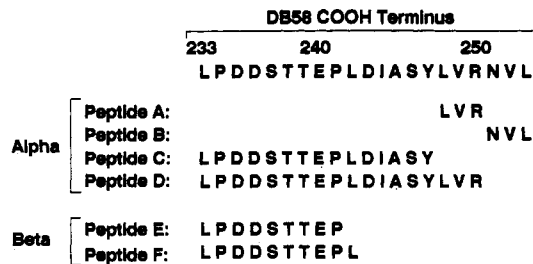 DB58 COOH Terminus
233 240 250
LPDDSTTEPLDIASYLVRNVL
Alpha
Peptide A: LVR
Peptide B: NVL
Peptide C: LPDDSTTEPLDIASY
Peptide D: LPDDSTTEPLDIASYLVR
Beta
Peptide E: LPDDSTTEP
Peptide F: LPDDSTTEPL